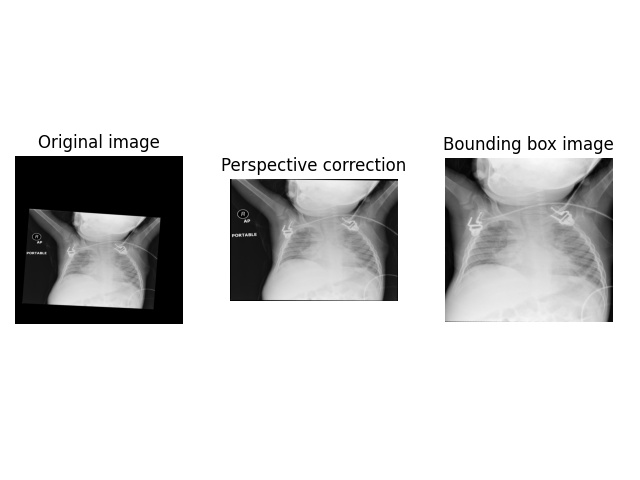 Original image
Perspective correction
Bounding box image
R
AP
PORTABLE
R
AP
PORTABLE